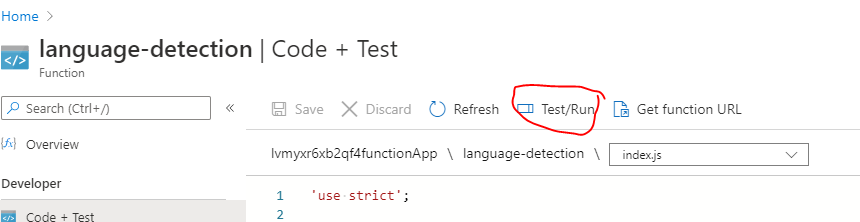 Home >
language-detection | Code + Test
</>
Function
Search (Ctrl+/)
«
Save
Discard
Refresh
Test/Run
Get function URL
{fx} Overview
lvmyxr6xb2qf4functionApp \ language-detection \ index.js
Developer
1 'use strict';
</> Code + Test
2